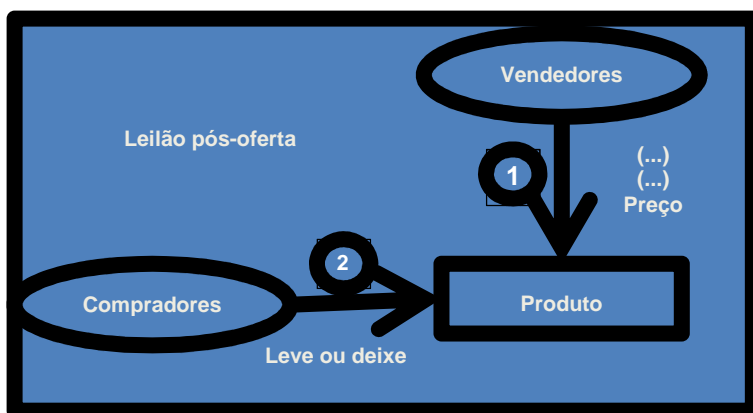 Vendedores
Leilão pós-oferta
1
(...)
(...)
Preço
2
Compradores
Produto
Leve ou deixe